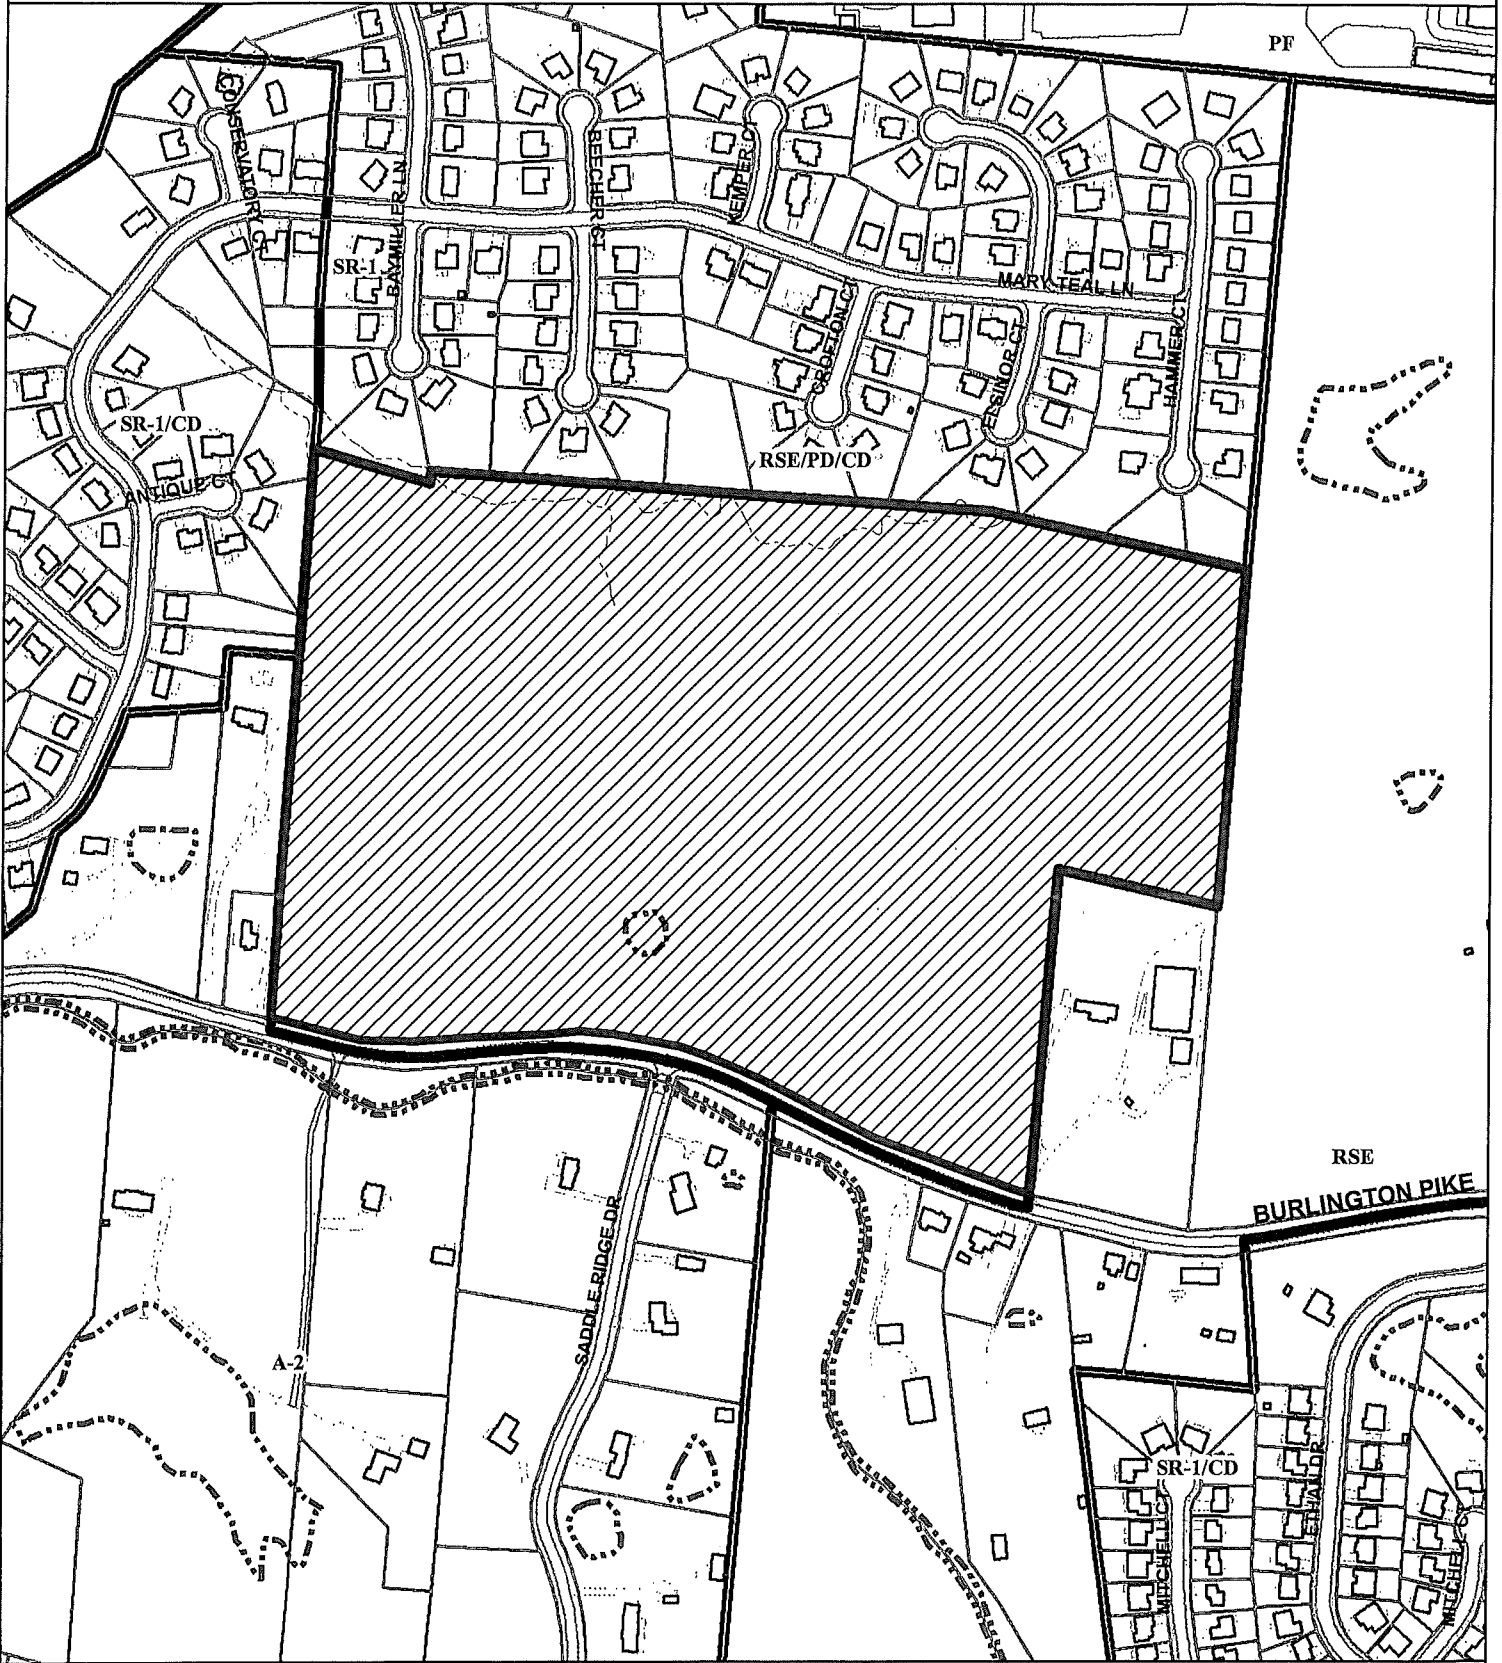 PF
CONSERVATORY CT
BEECHER CT
KEMPER CT
BAYMILLER LN
SR-1
MARY TEAL LN
CROFTON CT
HAMMER CT
ELSINOR CT
SR-1/CD
RSE/PD/CD
ANTIQUE CT
RSE
BURLINGTON PIKE
SADDLE RIDGE DR
A-2
SR-1/CD
ETHAN DR
MITCHELL CT